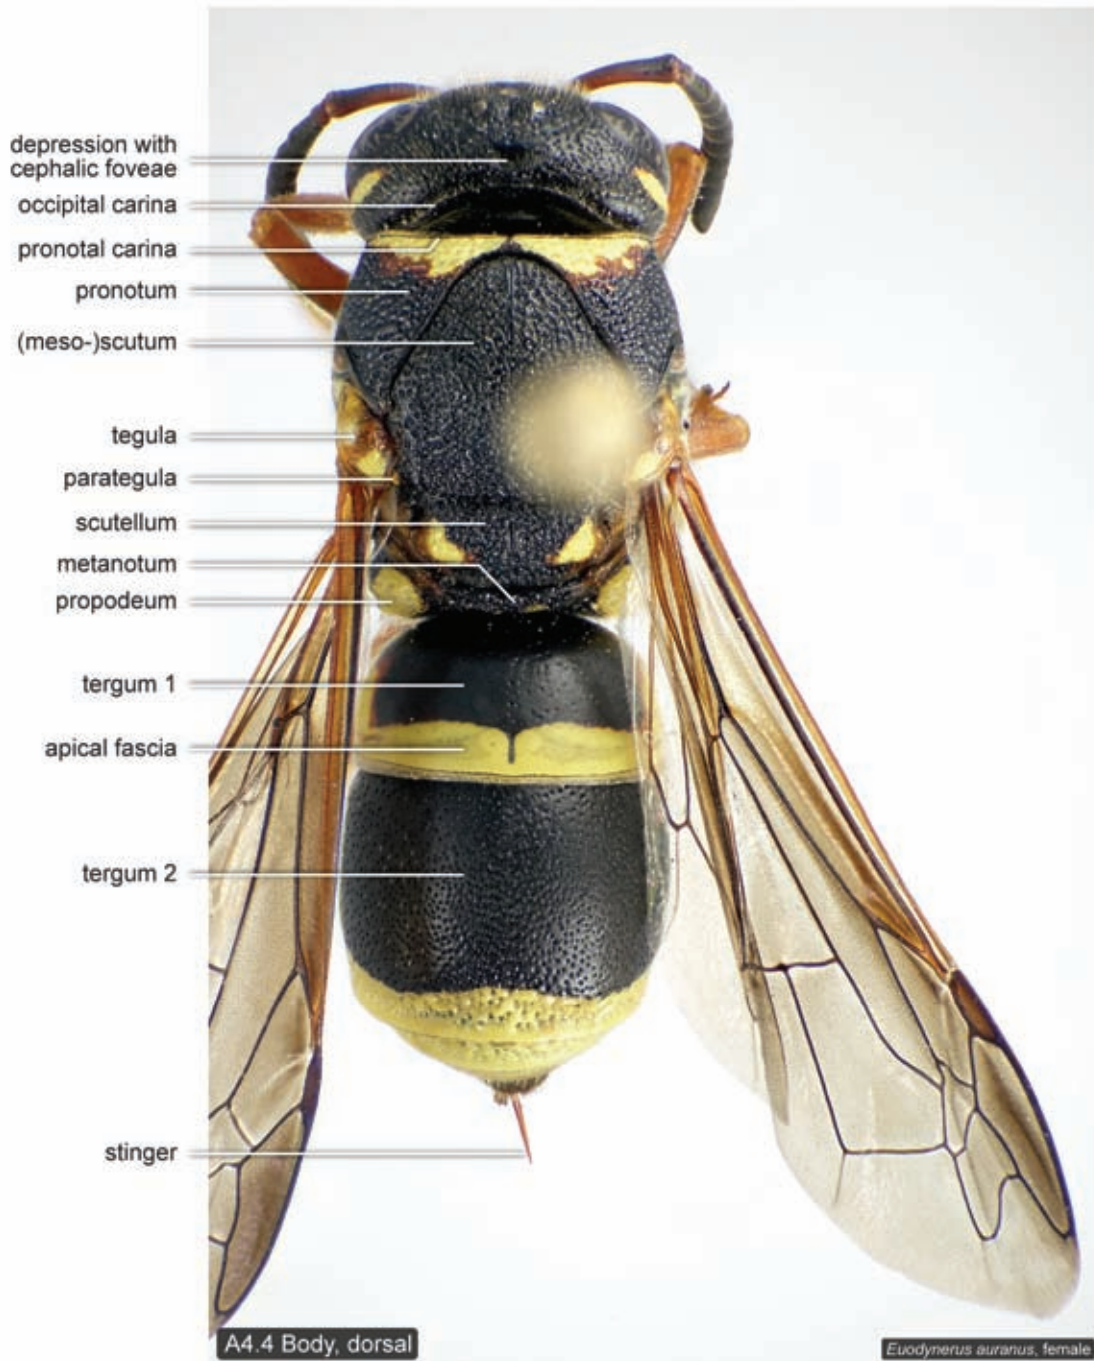 depression with
cephalic foveae
occipital carina
pronotal carina
pronotum
(meso-)scutum
tegula
parategula
scutellum
metanotum
propodeum
tergum 1
apical fascia
tergum 2
stinger
A4.4 Body, dorsal
Euodynerus auranus, female